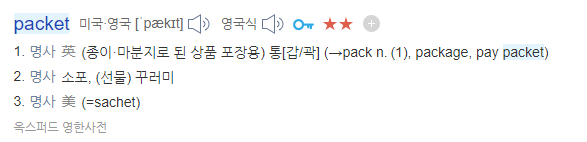 packet 미국·영국 [ˈpækɪt] 영국식 ★★
1. 명사 英 (종이·마분지로 된 상품 포장용) 통[갑/곽] (→pack n. (1), package, pay packet)
2. 명사 소포, (선물) 꾸러미
3. 명사 美 (=sachet)
옥스퍼드 영한사전